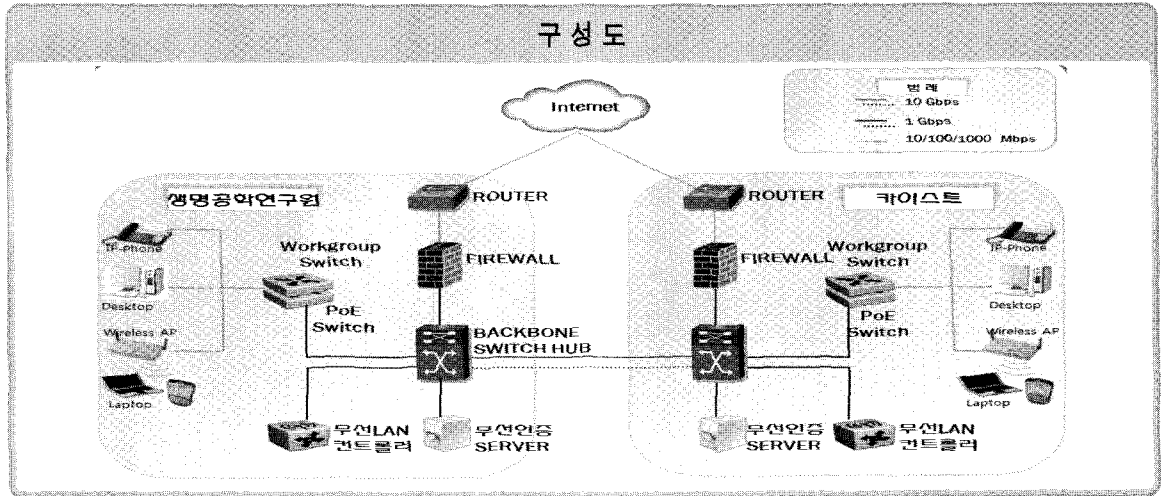 구성도
Internet
범례
10 Gbps
1 Gbps
10/100/1000 Mbps
생명공학연구원
ROUTER
IP-Phone
Workgroup
Switch
FIREWALL
Desktop
PoE
Switch
Wireless AP
BACKBONE
SWITCH HUB
Laptop
무선LAN
컨트롤러
무선인증
SERVER
카이스트
ROUTER
Workgroup
Switch
FIREWALL
IP-Phone
Desktop
PoE
Switch
Wireless AP
Laptop
무선인증
SERVER
무선LAN
컨트롤러